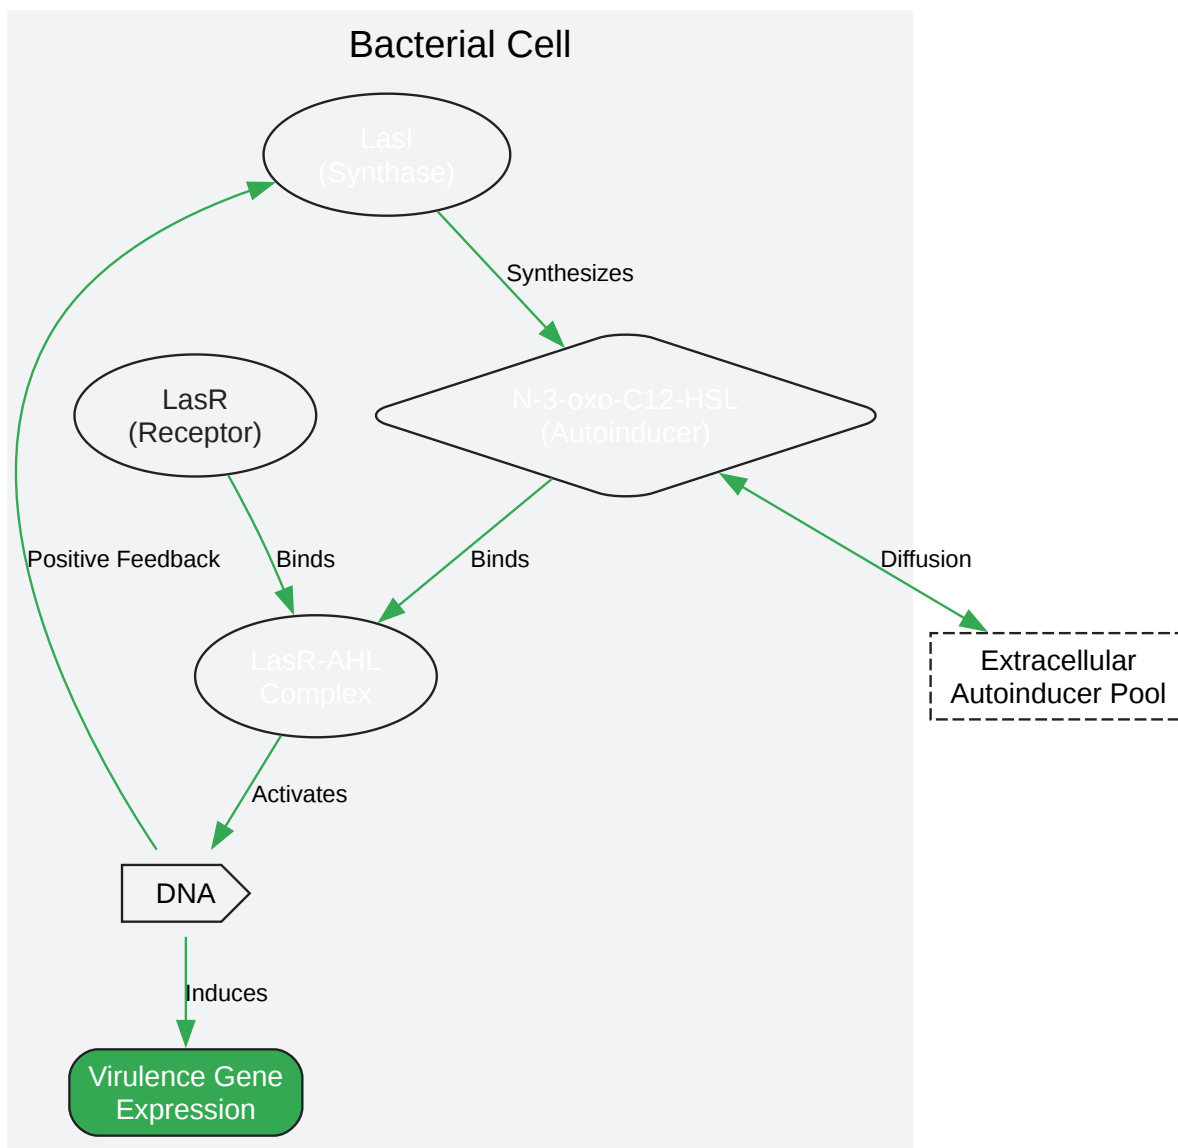 Bacterial Cell
LasI
(Synthase)
Synthesizes
LasR
(Receptor)
N-3-oxo-C12-HSL
(Autoinducer)
Positive Feedback
Binds
Binds
Diffusion
Extracellular
Autoinducer Pool
LasR-AHL
Complex
Activates
DNA
Induces
Virulence Gene
Expression